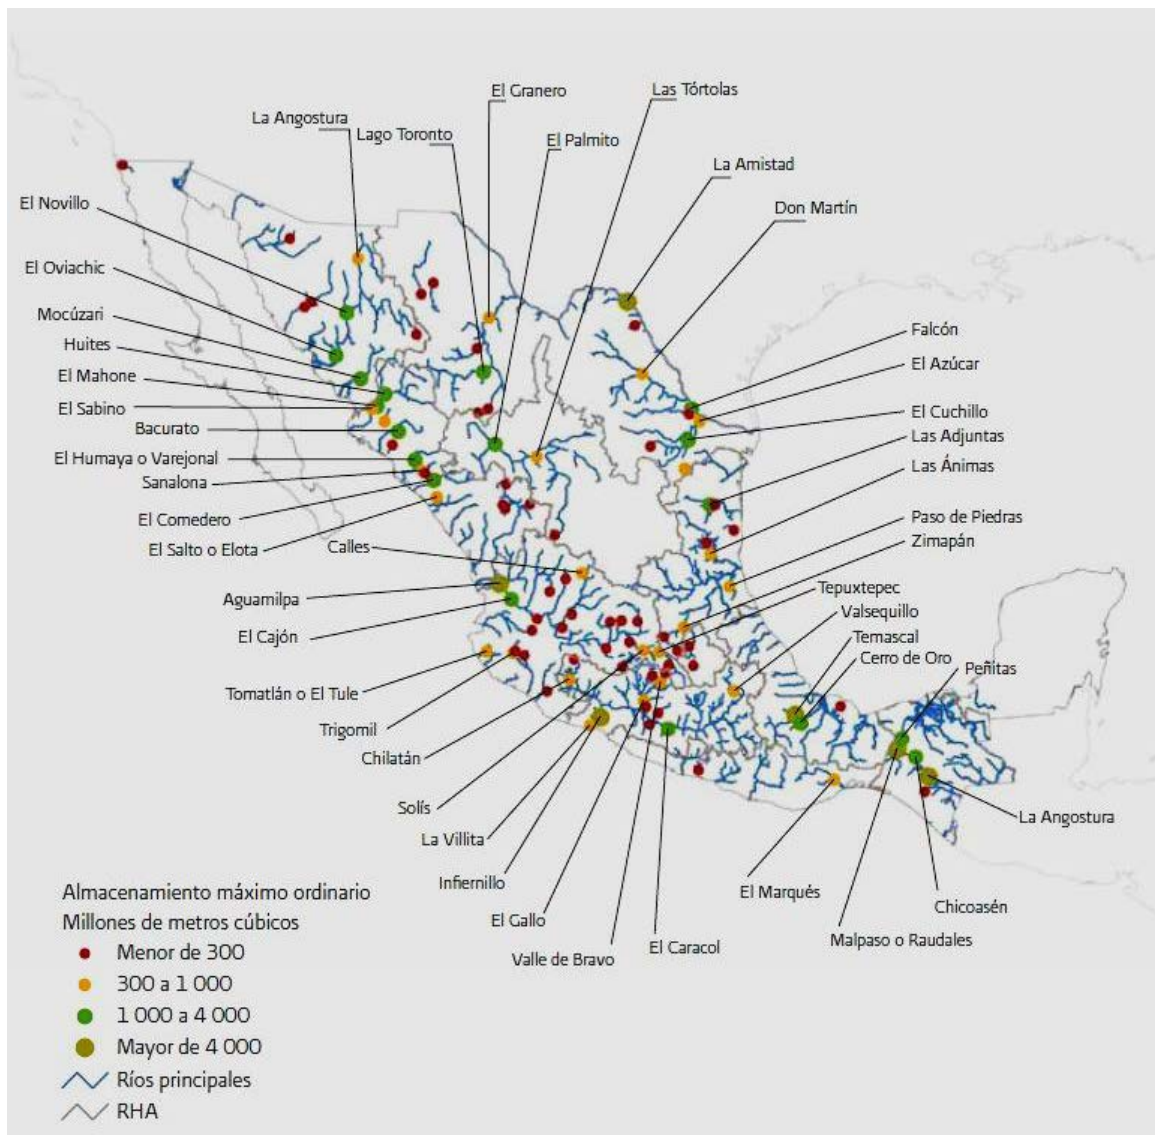 El Granero
Las Tórtolas
La Angostura
Lago Toronto
El Palmito
La Amistad
Don Martín
El Novillo
El Oviachic
Mocúzari
Huites
El Mahone
El Sabino
Bacurato
El Humaya o Varejonal
Sanalona
El Comedero
El Salto o Elota
Calles
Aguamilpa
El Cajón
Tomatlán o El Tule
Trigomil
Chilatán
Solís
La Villita
Infiernillo
El Gallo
Valle de Bravo
El Caracol
Falcón
El Azúcar
El Cuchillo
Las Adjuntas
Las Ánimas
Paso de Piedras
Zimapán
Tepuxtepec
Valsequillo
Temascal
Cerro de Oro
Peñitas
La Angostura
El Marqués
Chicoasén
Malpaso o Raudales
Almacenamiento máximo ordinario
Millones de metros cúbicos
Menor de 300
300 a 1 000
1 000 a 4 000
Mayor de 4 000
Ríos principales
RHA